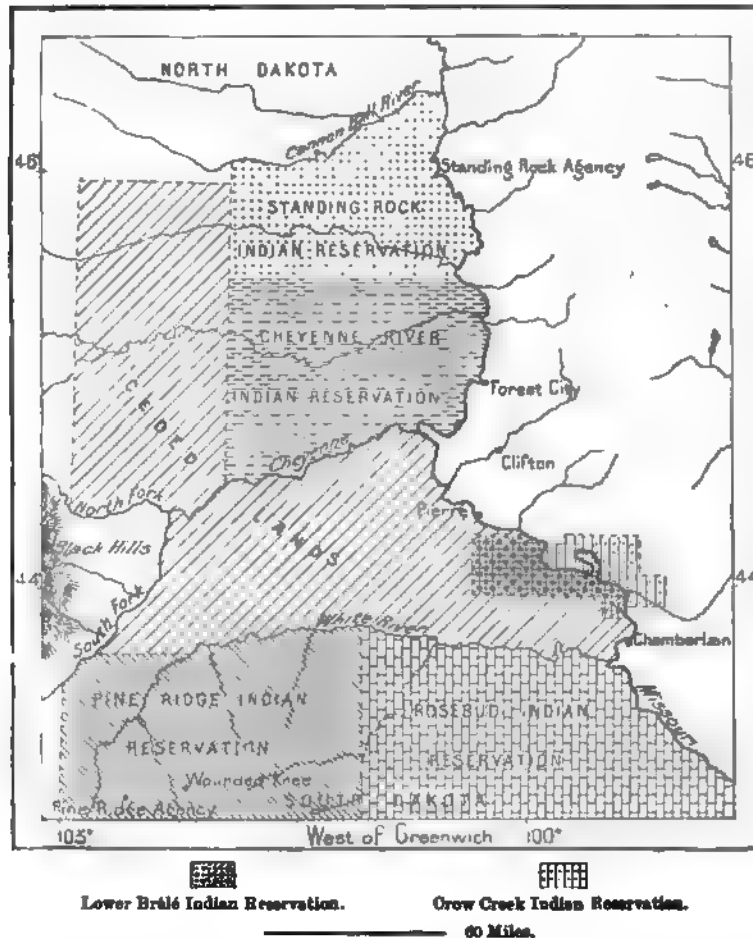 NORTH DAKOTA
Cannon Ball River
46°
46
Standing Rock Agency
STANDING ROCK
INDIAN RESERVATION
CHEYENNE RIVER
Forest City
INDIAN RESERVATION
CEDED
Cheyenne
Clifton
North Fork
Pierre
LANDS
Black Hills
44
44
South Fork
White River
Chamberlain
PINE RIDGE INDIAN
ROSEBUD INDIAN
Missouri
RESERVATION
RESERVATION
Wounded Knee
SOUTH DAKOTA
Pine Ridge Agency
103°
West of Greenwich
100°
Lower Brûlé Indian Reservation.
Crow Creek Indian Reservation.
60 Miles.